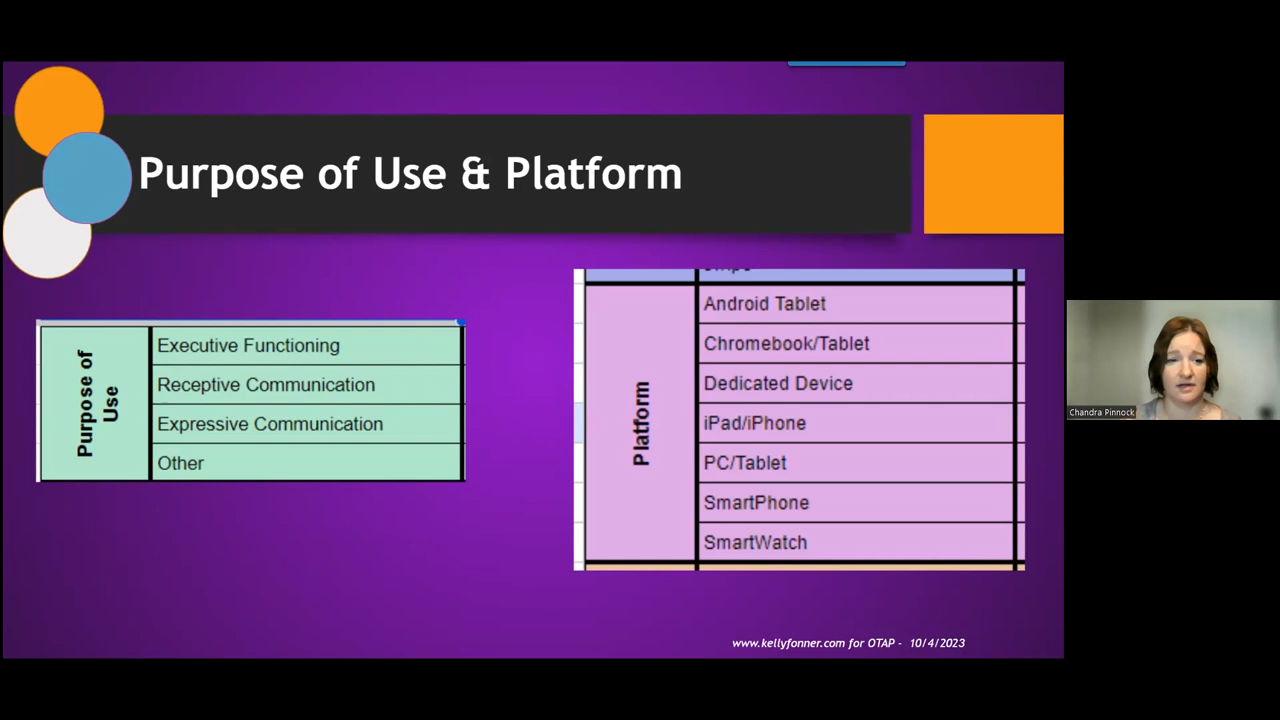 Purpose of Use & Platform
Purpose of
Use
Executive Functioning
Receptive Communication
Expressive Communication
Other
Platform
Android Tablet
Chromebook/Tablet
Dedicated Device
iPad/iPhone
PC/Tablet
SmartPhone
SmartWatch
www.kellyfonner.com for OTAP - 10/4/2023
Chandra Pinnock